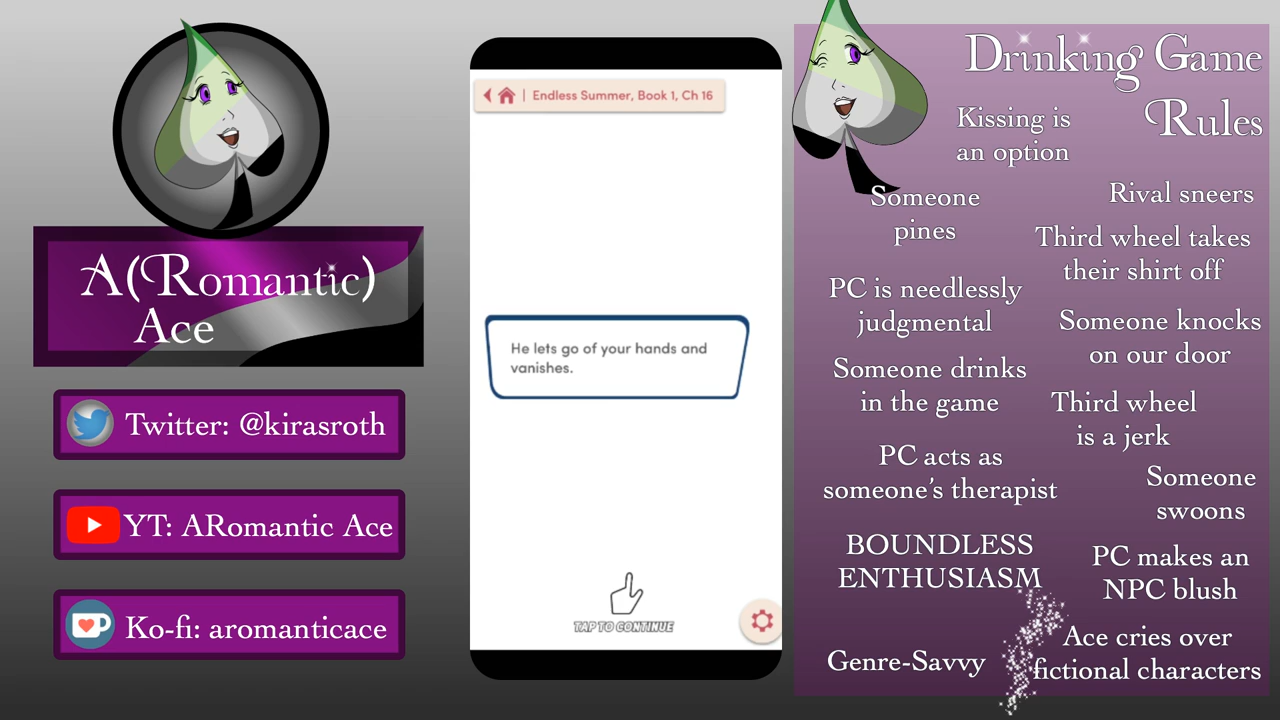 A(Romantic)
Ace
Twitter: @kirasroth
YT: ARomantic Ace
Ko-fi: aromanticace
| Endless Summer, Book 1, Ch 16
He lets go of your hands and
vanishes.
TAP TO CONTINUE
Drinking Game
Rules
Kissing is
an option
Someone
pines
Rival sneers
Third wheel takes
their shirt off
PC is needlessly
judgmental
Someone knocks
on our door
Someone drinks
in the game
Third wheel
is a jerk
PC acts as
someone's therapist
Someone
swoons
BOUNDLESS
ENTHUSIASM
PC makes an
NPC blush
Genre-Savvy
Ace cries over
fictional characters